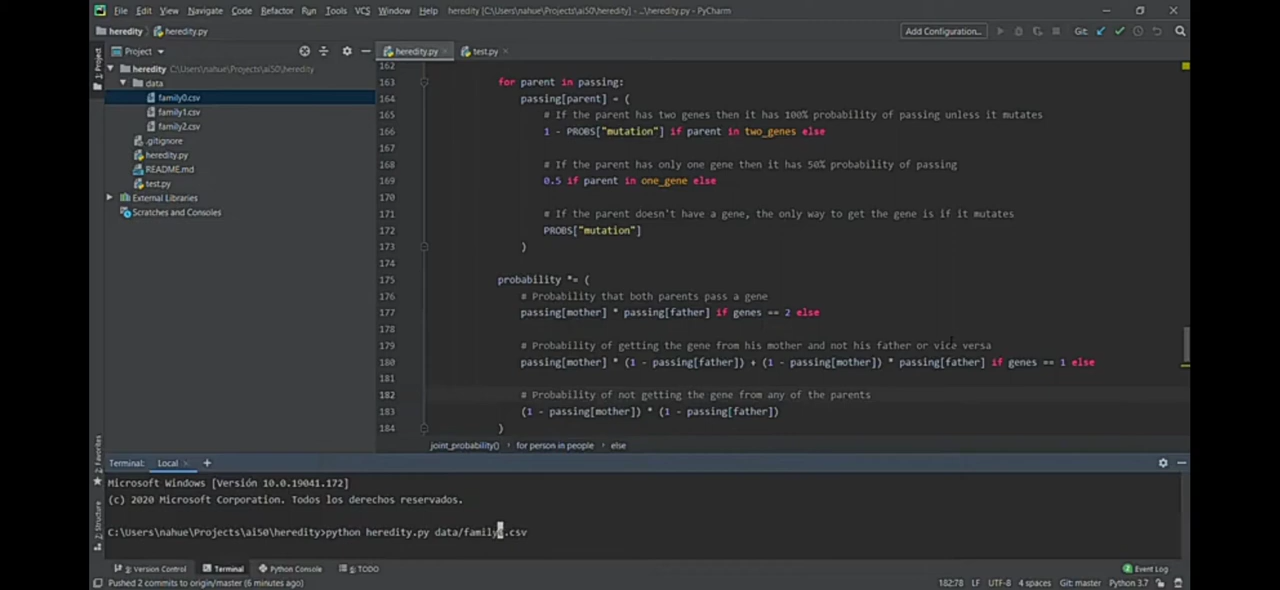 File Edit View Navigate Code Refactor Run Tools VCS Window Help heredity [C:\Users\nahue\Projects\ai50\heredity] - ...\heredity.py - PyCharm
heredity heredity.py Add Configuration... Git:
Project heredity.py test.py
1: Project
heredity C:\Users\nahue\Projects\ai50\heredity
data
family0.csv
family1.csv
family2.csv
.gitignore
heredity.py
README.md
test.py
External Libraries
Scratches and Consoles
162
163 for parent in passing:
164 passing[parent] = (
165 # If the parent has two genes then it has 100% probability of passing unless it mutates
166 1 - PROBS["mutation"] if parent in two_genes else
167
168 # If the parent has only one gene then it has 50% probability of passing
169 0.5 if parent in one_gene else
170
171 # If the parent doesn't have a gene, the only way to get the gene is if it mutates
172 PROBS["mutation"]
173 )
174
175 probability *= (
176 # Probability that both parents pass a gene
177 passing[mother] * passing[father] if genes == 2 else
178
179 # Probability of getting the gene from his mother and not his father or vice versa
180 passing[mother] * (1 - passing[father]) + (1 - passing[mother]) * passing[father] if genes == 1 else
181
182 # Probability of not getting the gene from any of the parents
183 (1 - passing[mother]) * (1 - passing[father])
184 )
joint_probability() for person in people else
2: Favorites
Z: Structure
Terminal: Local +
Microsoft Windows [Versión 10.0.19041.172]
(c) 2020 Microsoft Corporation. Todos los derechos reservados.
C:\Users\nahue\Projects\ai50\heredity>python heredity.py data/family0.csv
9: Version Control Terminal Python Console 6: TODO 2 Event Log
Pushed 2 commits to origin/master (6 minutes ago) 182:78 LF UTF-8 4 spaces Git: master Python 3.7